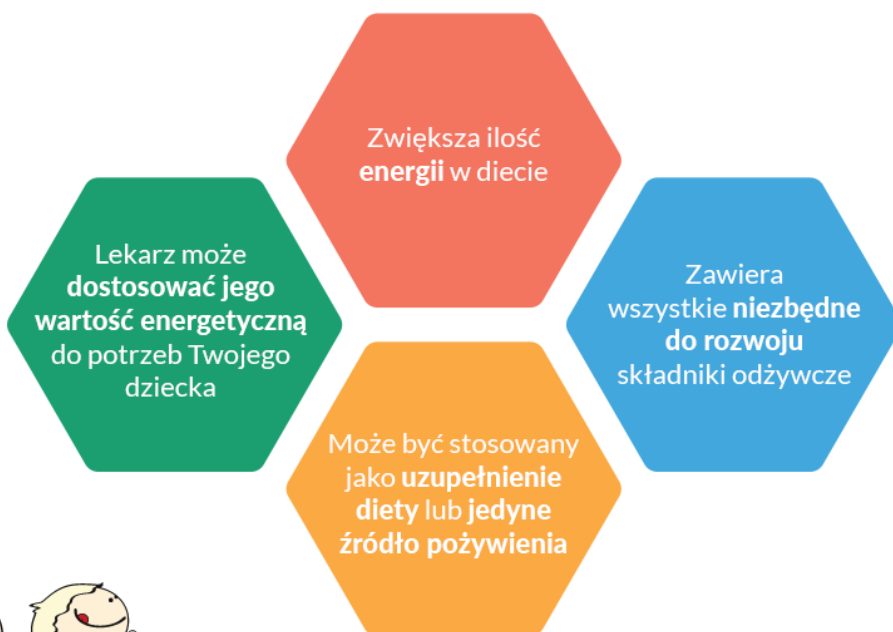 Zwiększa ilość
energii w diecie
Lekarz może
dostosować jego
wartość energetyczną
do potrzeb Twojego
dziecka
Zawiera
wszystkie niezbędne
do rozwoju
składniki odżywcze
Może być stosowany
jako uzupełnienie
diety lub jedyne
źródło pożywienia